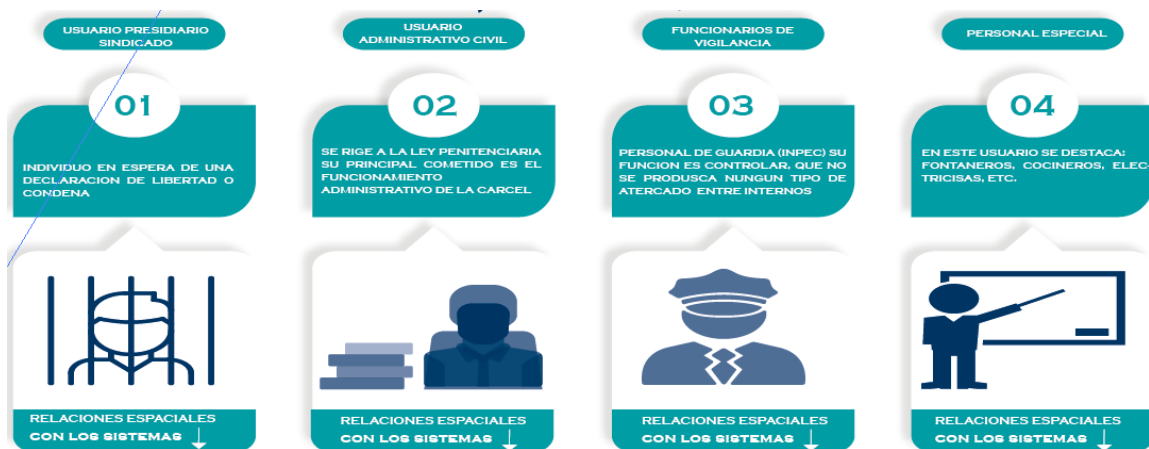 USUARIO PRESIDIARIO
SINDICADO
01
INDIVIDUO EN ESPERA DE UNA
DECLARACION DE LIBERTAD O
CONDENA
RELACIONES ESPACIALES
CON LOS SISTEMAS
USUARIO
ADMINISTRATIVO CIVIL
02
SE RIGE A LA LEY PENITENCIARIA
SU PRINCIPAL COMETIDO ES EL
FUNCIONAMIENTO
ADMINISTRATIVO DE LA CARCEL
RELACIONES ESPACIALES
CON LOS SISTEMAS
FUNCIONARIOS DE
VIGILANCIA
03
PERSONAL DE GUARDIA (INPEC) SU
FUNCION ES CONTROLAR, QUE NO
SE PRODUSCA NUNGUN TIPO DE
ATERCADO ENTRE INTERNOS
RELACIONES ESPACIALES
CON LOS SISTEMAS
PERSONAL ESPECIAL
04
EN ESTE USUARIO SE DESTACA:
FONTANEROS, COCINEROS, ELEC-
TRICISAS, ETC.
RELACIONES ESPACIALES
CON LOS SISTEMAS